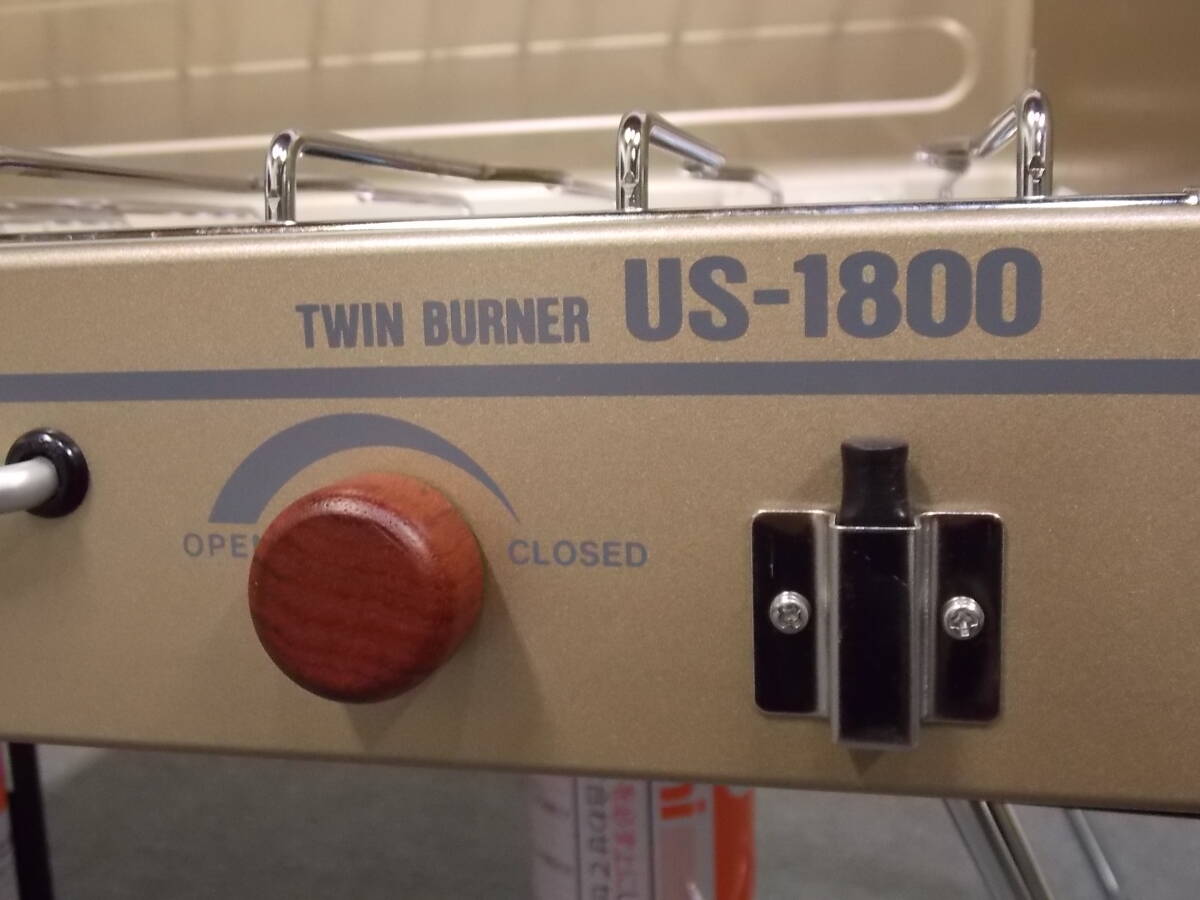 TWIN BURNER US-1800
OPEN
CLOSED